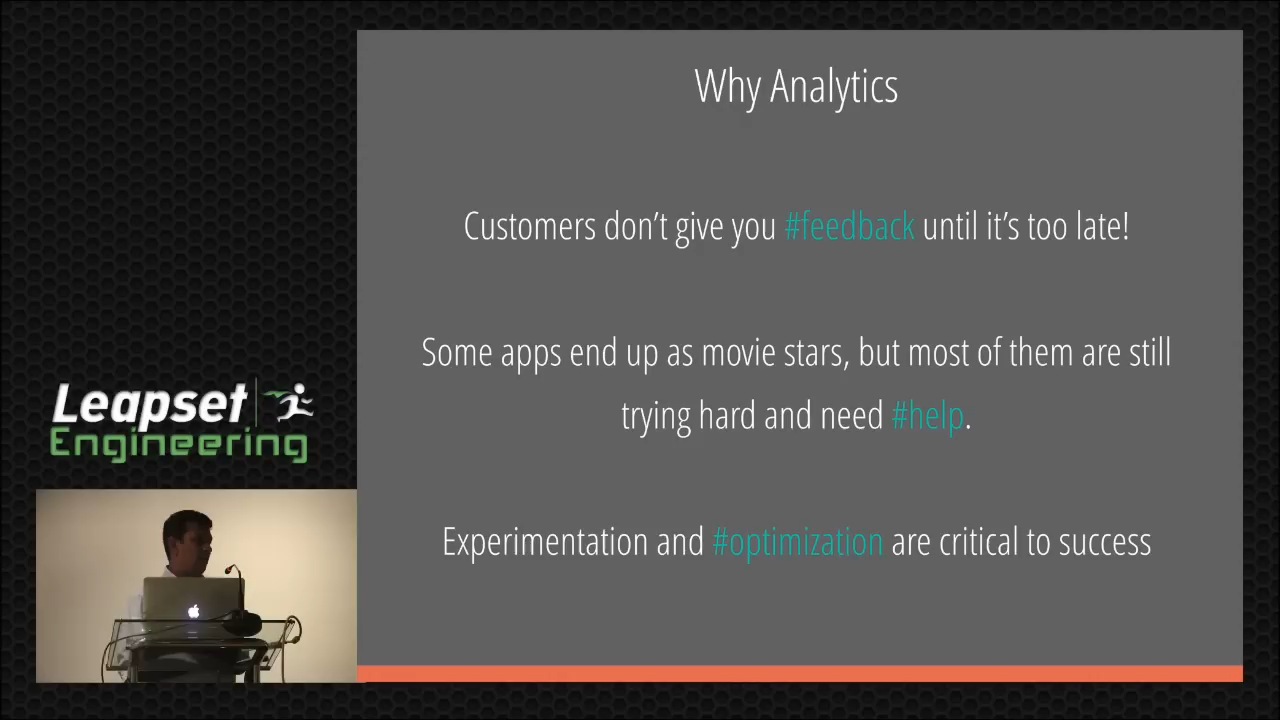 Why Analytics
Customers don't give you #feedback until it's too late!
Some apps end up as movie stars, but most of them are still
trying hard and need #help.
Experimentation and #optimization are critical to success
Leapset
Engineering